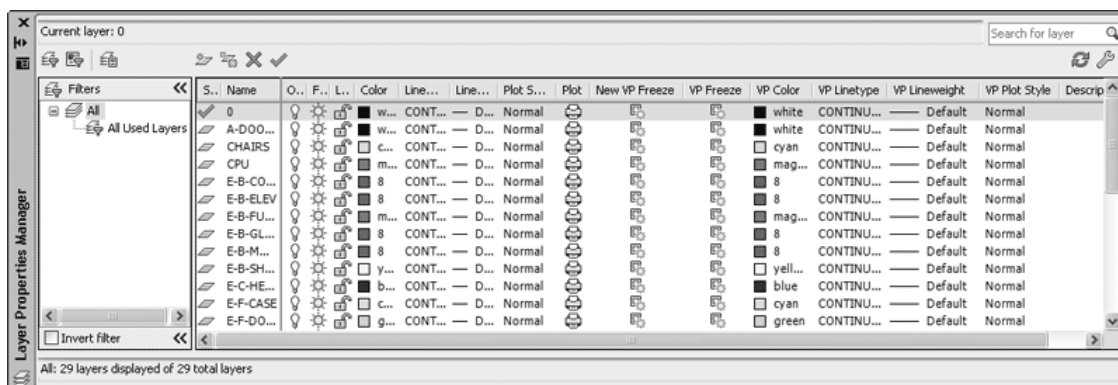 Current layer: 0
Search for layer
Filters
All
All Used Layers
Invert filter
S.. Name O.. F.. L.. Color Line... Line... Plot S... Plot New VP Freeze VP Freeze VP Color VP Linetype VP Lineweight VP Plot Style Descrip
0 w... CONT... D... Normal white CONTINU... Default Normal
A-DOO... w... CONT... D... Normal white CONTINU... Default Normal
CHAIRS c... CONT... D... Normal cyan CONTINU... Default Normal
CPU m... CONT... D... Normal mag... CONTINU... Default Normal
E-B-CO... 8 CONT... D... Normal 8 CONTINU... Default Normal
E-B-ELEV 8 CONT... D... Normal 8 CONTINU... Default Normal
E-B-FU... m... CONT... D... Normal mag... CONTINU... Default Normal
E-B-GL... 8 CONT... D... Normal 8 CONTINU... Default Normal
E-B-M... 8 CONT... D... Normal 8 CONTINU... Default Normal
E-B-SH... y... CONT... D... Normal yell... CONTINU... Default Normal
E-C-HE... b... CONT... D... Normal blue CONTINU... Default Normal
E-F-CASE c... CONT... D... Normal cyan CONTINU... Default Normal
E-F-DO... g... CONT... D... Normal green CONTINU... Default Normal
All: 29 layers displayed of 29 total layers
Layer Properties Manager